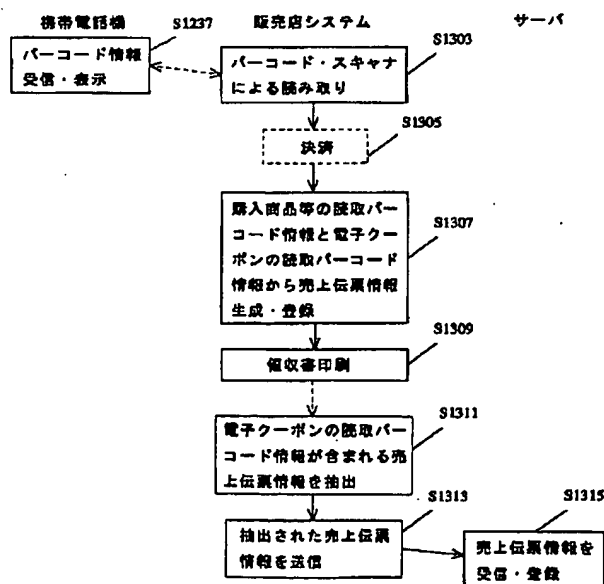 携帯電話機
販売店システム
サーバ
S1237
バーコード情報
受信・表示
S1303
バーコード・スキャナ
による読み取り
S1305
決済
S1307
購入商品等の読取バー
コード情報と電子クー
ポンの読取バーコード
情報から売上伝票情報
生成・登録
S1309
領収書印刷
S1311
電子クーポンの読取バー
コード情報が含まれる売
上伝票情報を抽出
S1313
抽出された売上伝票
情報を送信
S1315
売上伝票情報を
受信・登録